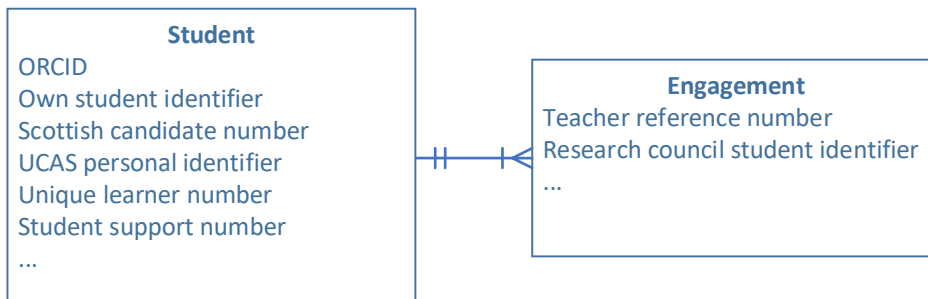 Student
ORCID
Own student identifier
Scottish candidate number
UCAS personal identifier
Unique learner number
Student support number
...
Engagement
Teacher reference number
Research council student identifier
...